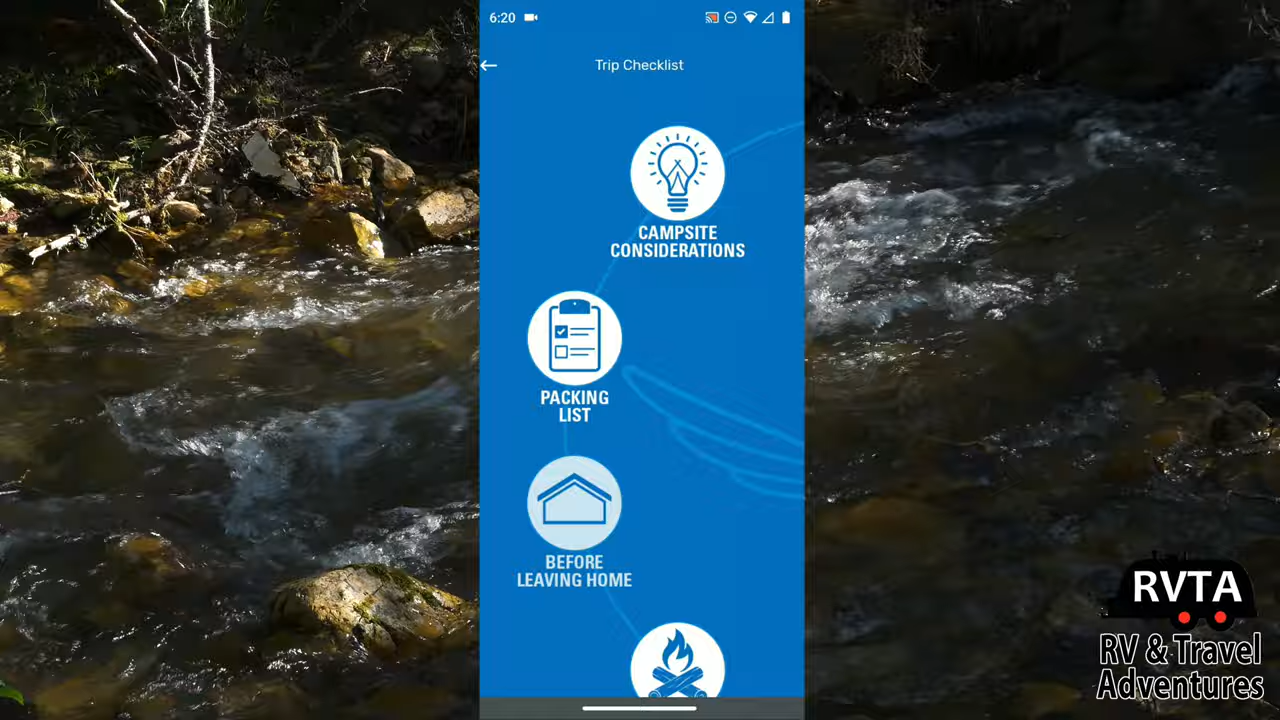 6:20
Trip Checklist
CAMPSITE
CONSIDERATIONS
PACKING
LIST
BEFORE
LEAVING HOME
RVTA
RV & Travel
Adventures